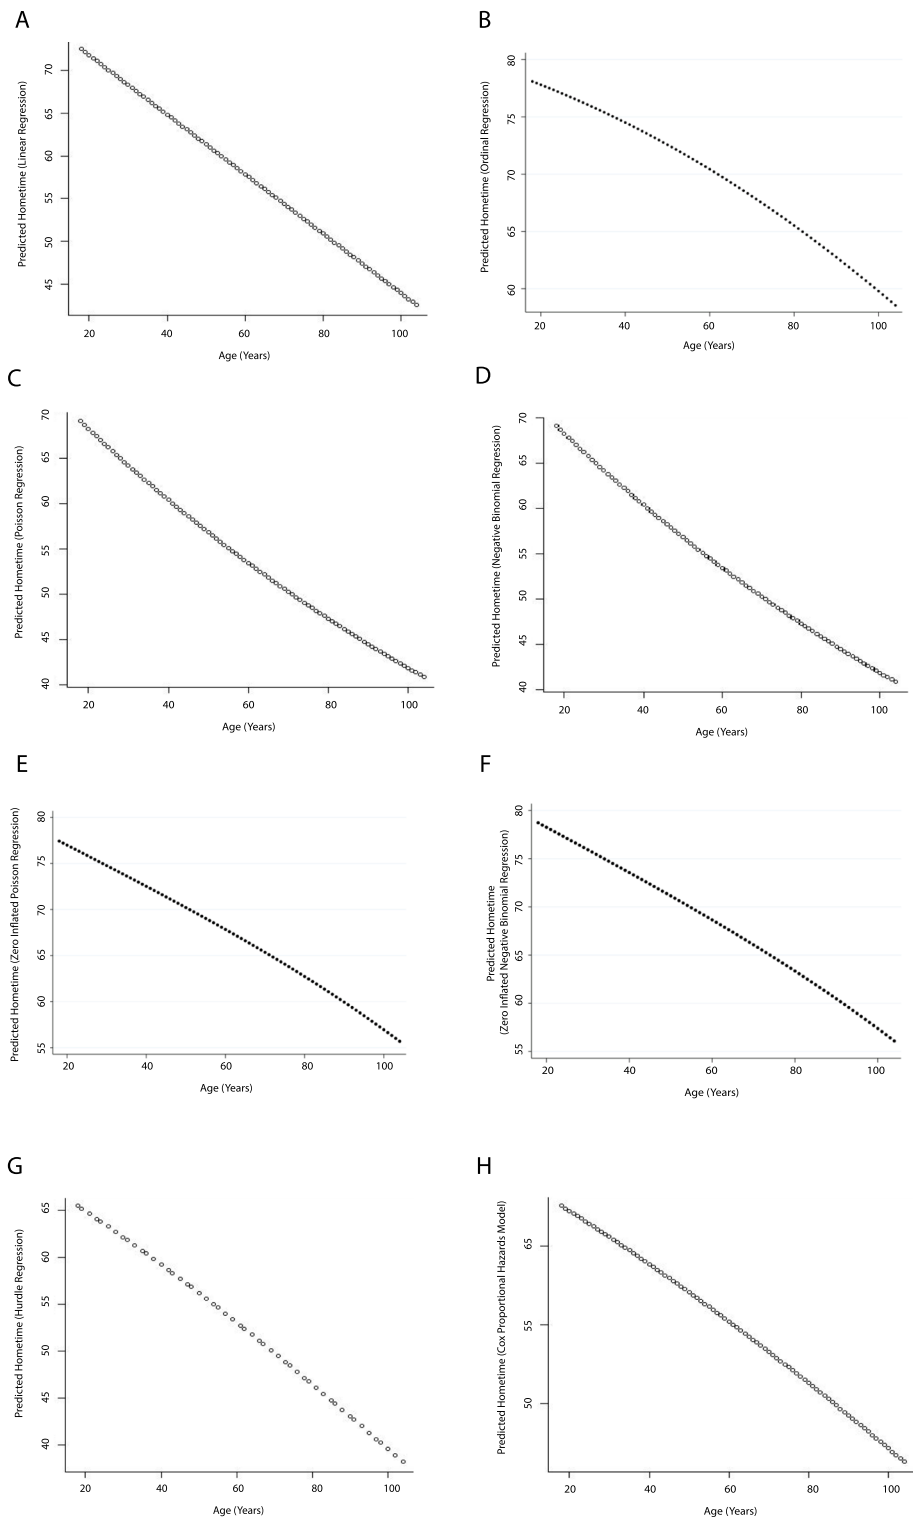 A
Predicted Hometime (Linear Regression)
70
65
60
55
50
45
20 40 60 80 100
Age (Years)
B
Predicted Hometime (Ordinal Regression)
80
75
70
65
60
20 40 60 80 100
Age (Years)
C
Predicted Hometime (Poisson Regression)
70
65
60
55
50
45
40
20 40 60 80 100
Age (Years)
D
Predicted Hometime (Negative Binomial Regression)
70
65
60
55
50
45
40
20 40 60 80 100
Age (Years)
E
Predicted Hometime (Zero Inflated Poisson Regression)
80
75
70
65
60
55
20 40 60 80 100
Age (Years)
F
Predicted Hometime
(Zero Inflated Negative Binomial Regression)
80
75
70
65
60
55
20 40 60 80 100
Age (Years)
G
Predicted Hometime (Hurdle Regression)
65
60
55
50
45
40
20 40 60 80 100
Age (Years)
H
Predicted Hometime (Cox Proportional Hazards Model)
65
55
50
20 40 60 80 100
Age (Years)